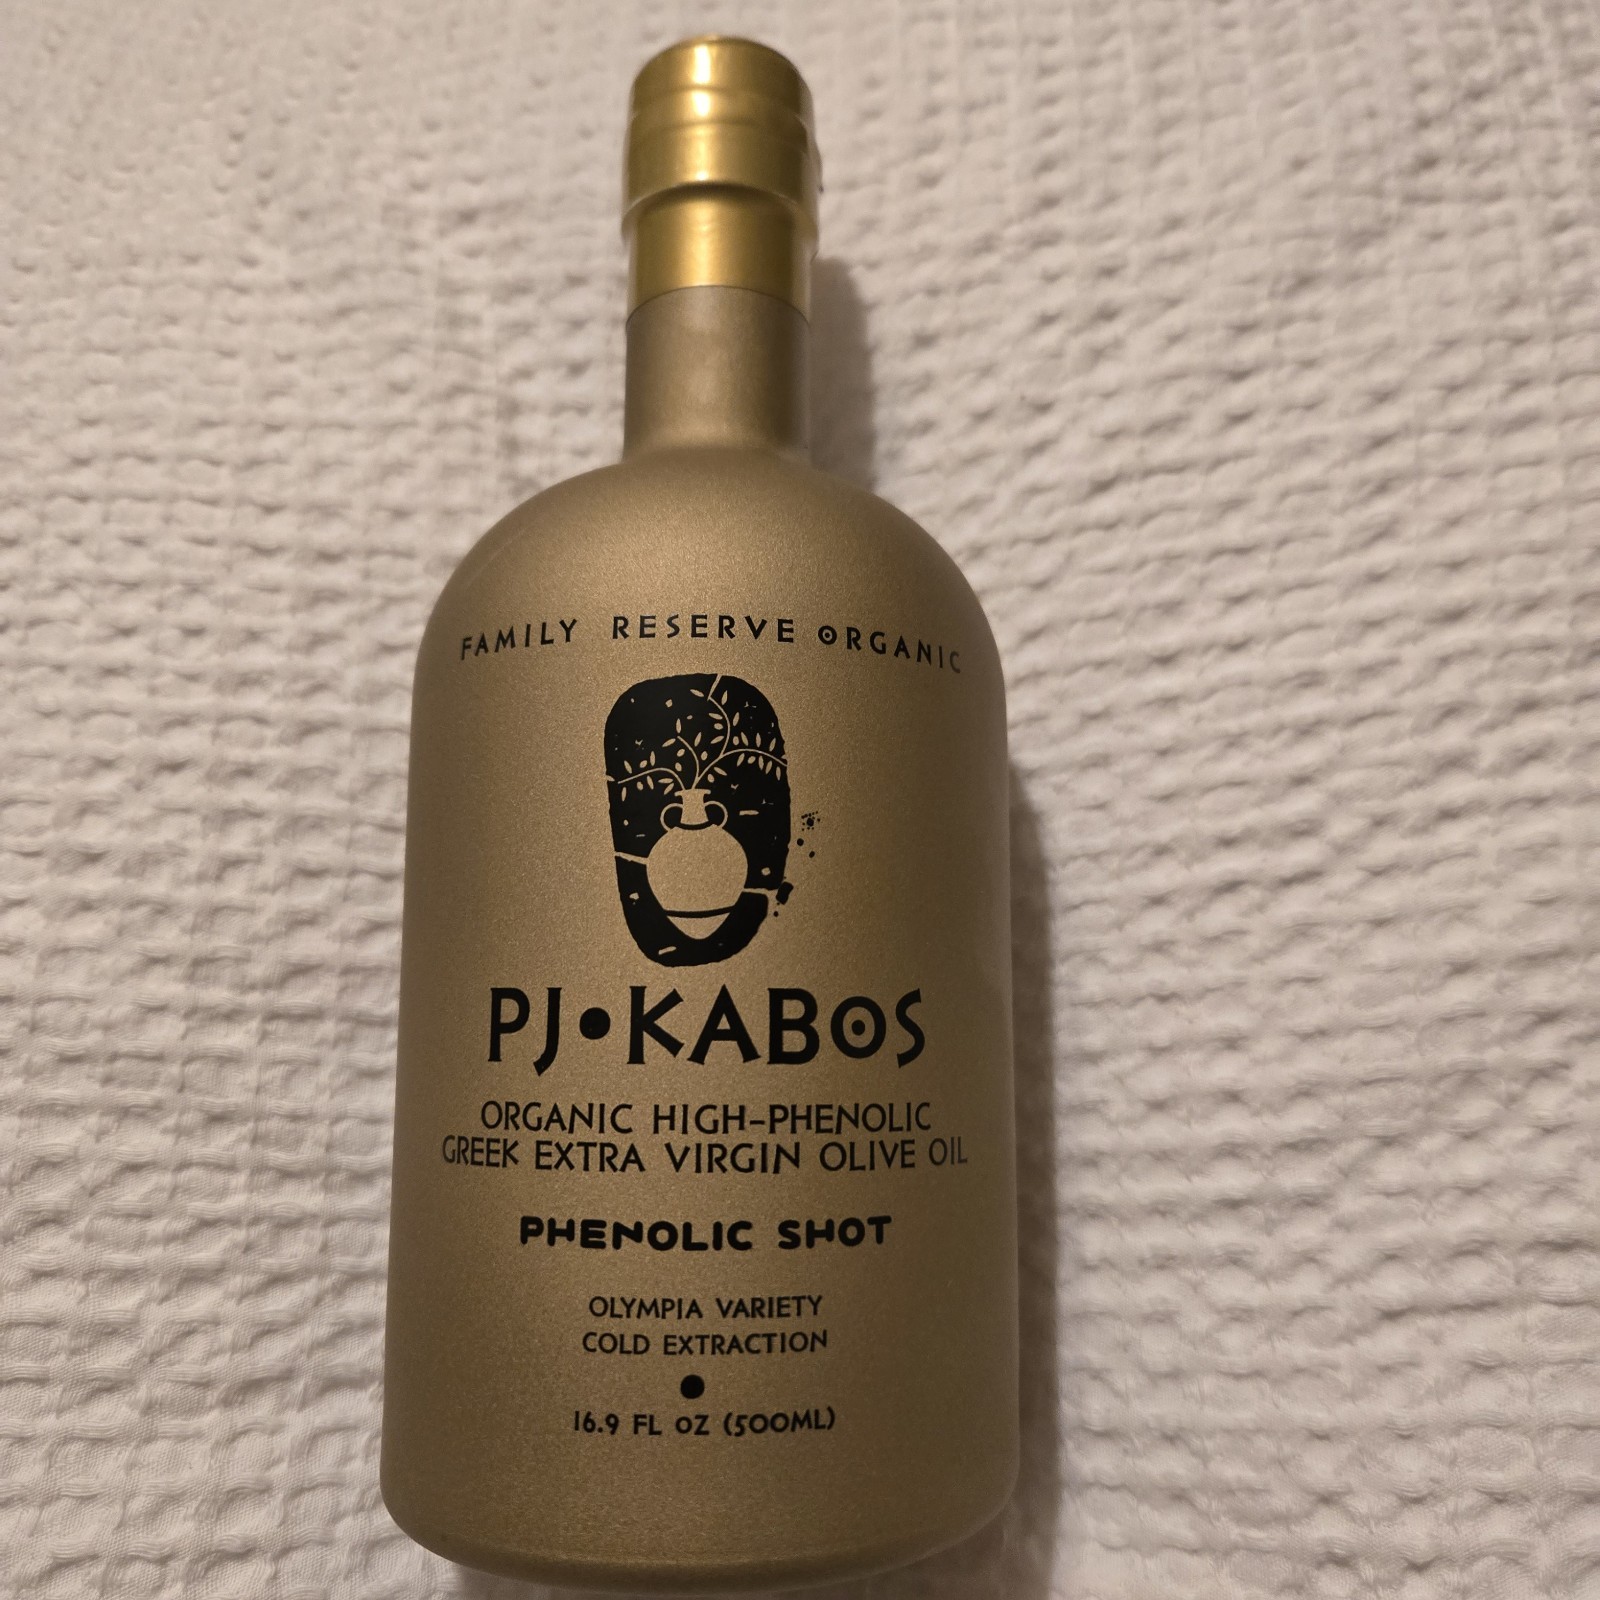 FAMILY RESERVE ORGANIC
PJ•KABOS
ORGANIC HIGH-PHENOLIC
GREEK EXTRA VIRGIN OLIVE OIL
PHENOLIC SHOT
OLYMPIA VARIETY
COLD EXTRACTION
16.9 FL OZ (500ML)